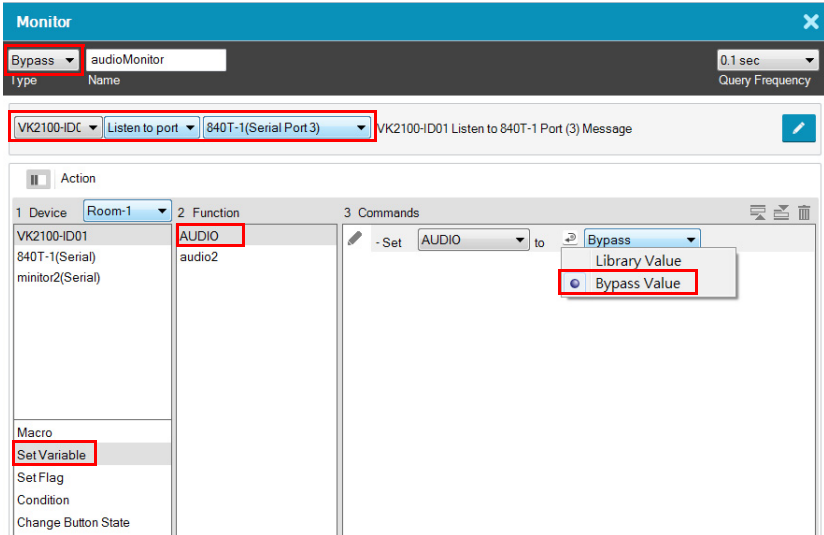 Monitor
Bypass
audioMonitor
0.1 sec
Type
Name
Query Frequency
VK2100-ID0
Listen to port
840T-1(Serial Port 3)
VK2100-ID01 Listen to 840T-1 Port (3) Message
Action
1 Device
Room-1
2 Function
3 Commands
VK2100-ID01
840T-1(Serial)
minitor2(Serial)
AUDIO
audio2
- Set
AUDIO
to
Bypass
Library Value
Bypass Value
Macro
Set Variable
Set Flag
Condition
Change Button State